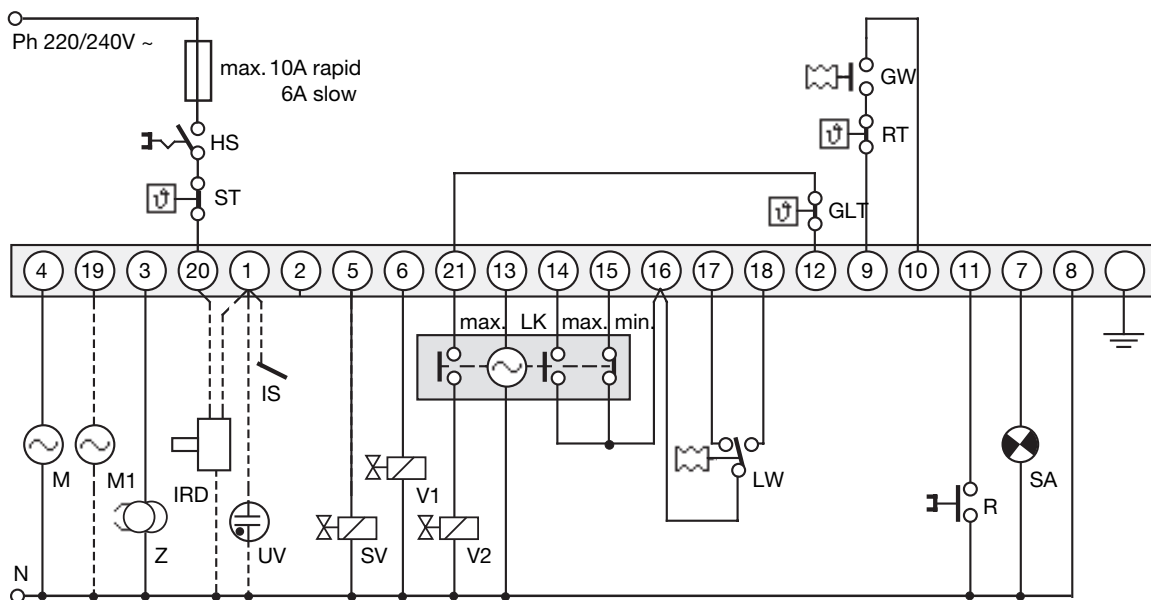 Ph 220/240V ~
max. 10A rapid
6A slow
HS
ST
GW
RT
GLT
4 19 3 20 1 2 5 6 21 13 14 15 16 17 18 12 9 10 11 7 8
max. LK max. min.
IS
M
M1
IRD
Z
UV
SV
V1
V2
LW
R
SA
N
ϑ
ϑ
ϑ